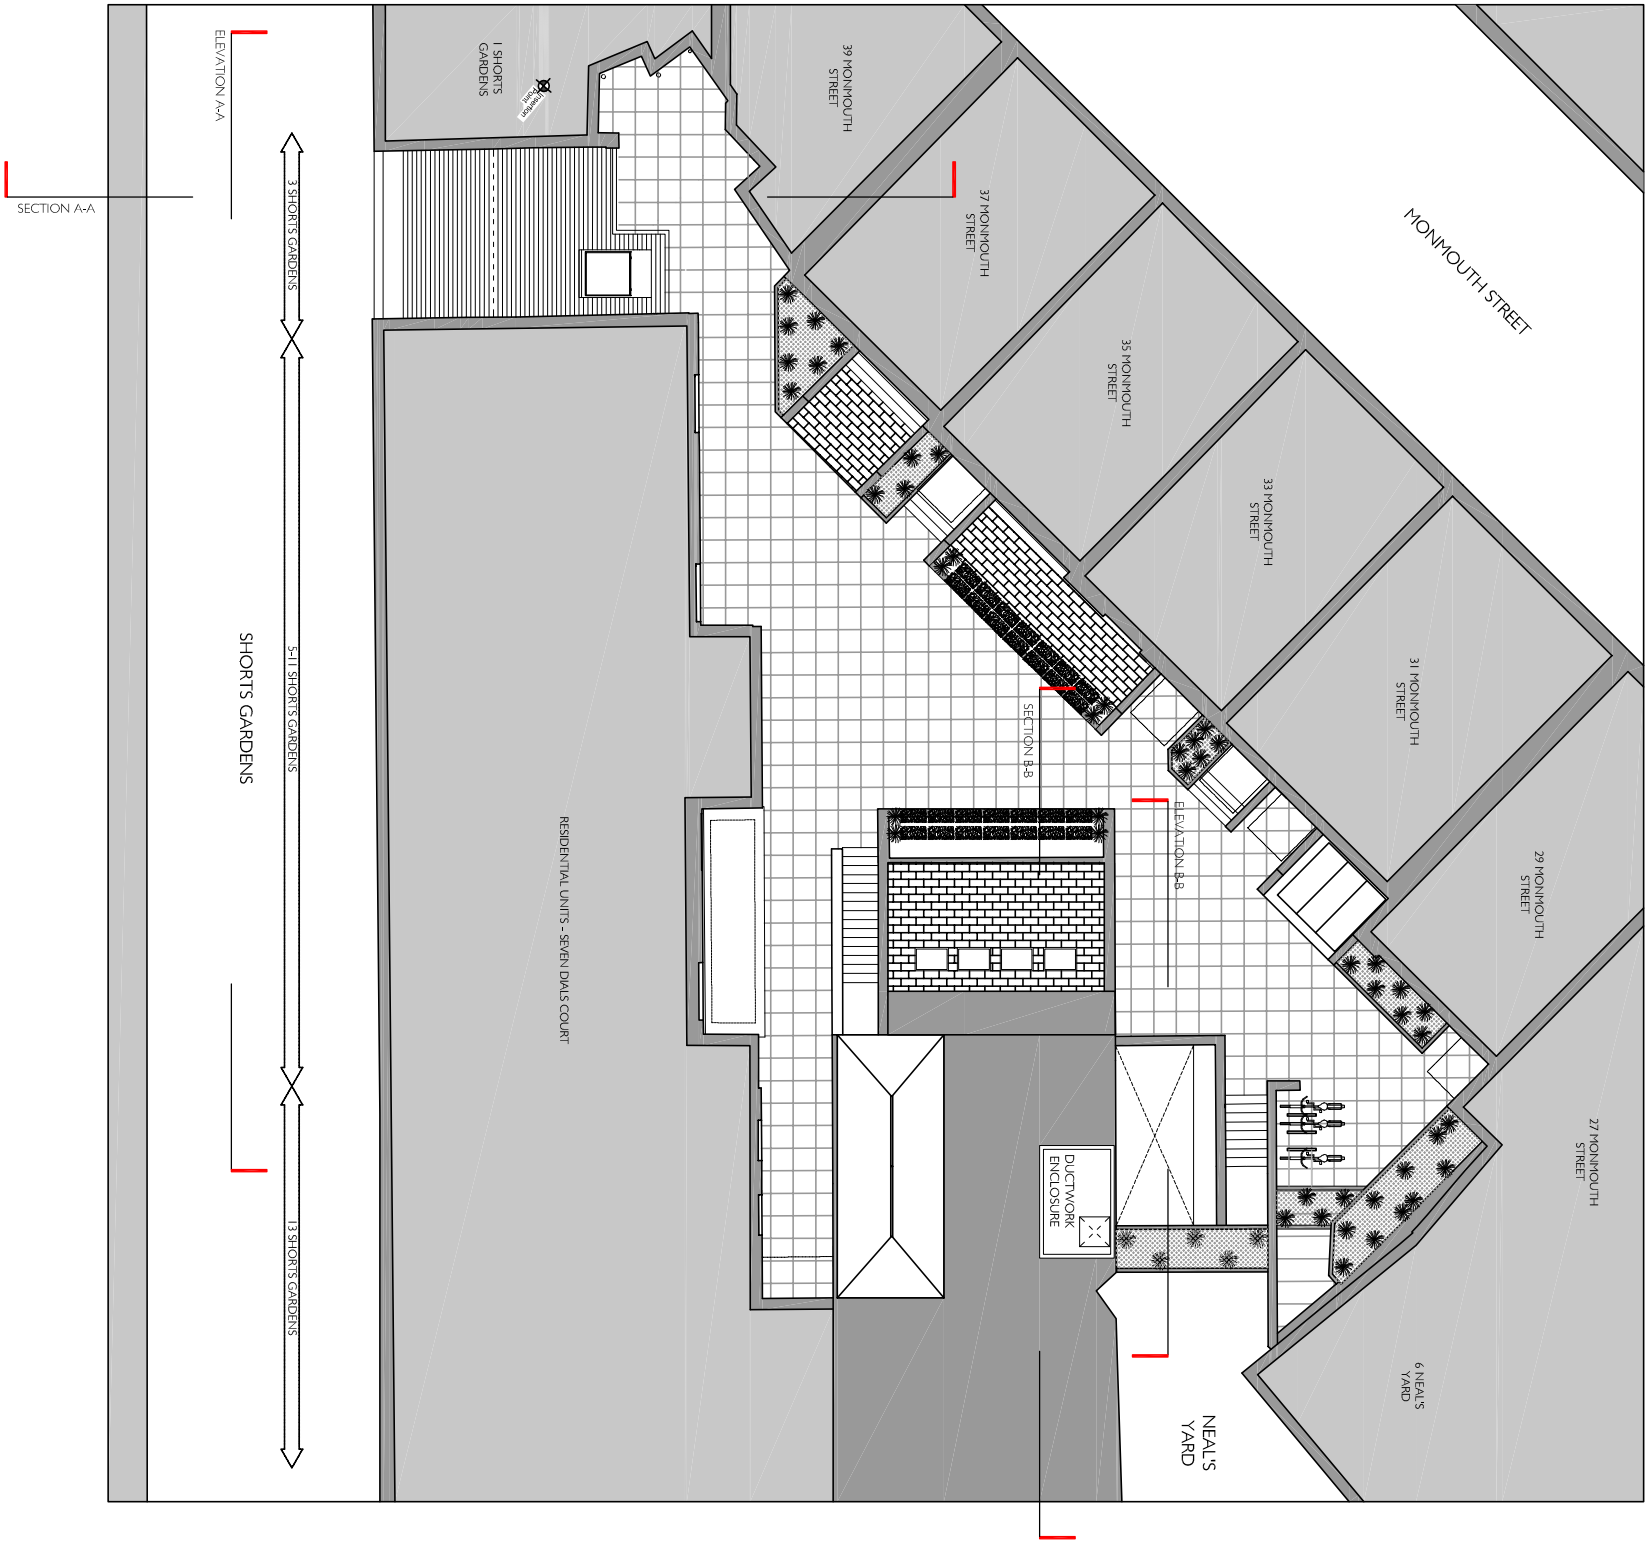 ELEVATION A-A
SECTION A-A
1 SHORTS
GARDENS
Insertion
Point
39 MONMOUTH
STREET
37 MONMOUTH
STREET
35 MONMOUTH
STREET
33 MONMOUTH
STREET
31 MONMOUTH
STREET
29 MONMOUTH
STREET
27 MONMOUTH
STREET
MONMOUTH STREET
3 SHORTS GARDENS
5-11 SHORTS GARDENS
13 SHORTS GARDENS
SHORTS GARDENS
RESIDENTIAL UNITS - SEVEN DIALS COURT
SECTION B-B
ELEVATION B-B
DUCTWORK
ENCLOSURE
6 NEAL'S
YARD
NEAL'S
YARD